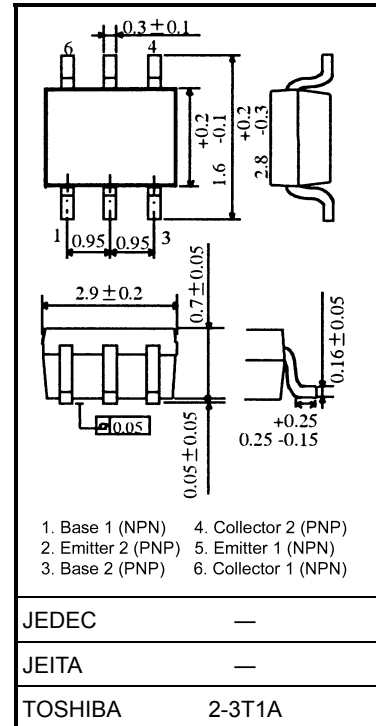 0.3±0.1
6 4
+0.2
1.6 -0.1
+0.2
2.8 -0.3
1 0.95 0.95 3
2.9±0.2
0.7±0.05
0.16±0.05
0.05
0.05±0.05
+0.25
0.25 -0.15
1. Base 1 (NPN) 4. Collector 2 (PNP)
2. Emitter 2 (PNP) 5. Emitter 1 (NPN)
3. Base 2 (PNP) 6. Collector 1 (NPN)
JEDEC —
JEITA —
TOSHIBA 2-3T1A